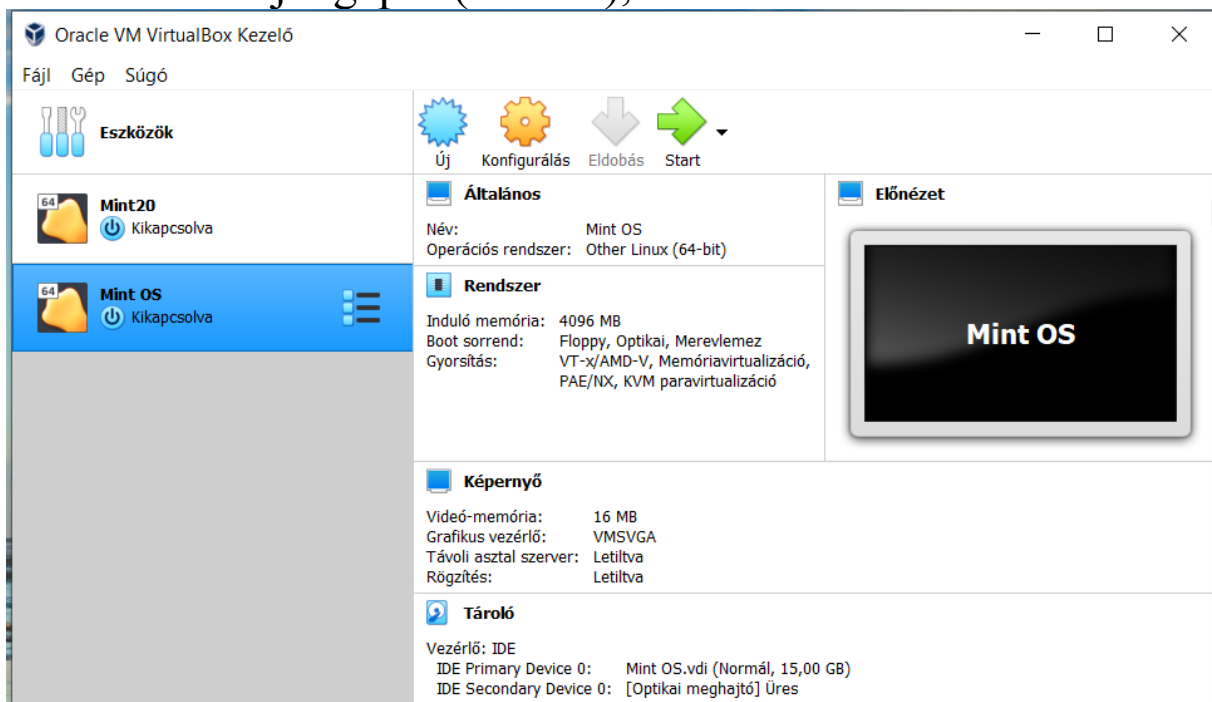 Oracle VM VirtualBox Kezelő
Fájl Gép Súgó
Eszközök
Új Konfigurálás Eldobás Start
64
Mint20
Kikapcsolva
64
Mint OS
Kikapcsolva
Általános
Név: Mint OS
Operációs rendszer: Other Linux (64-bit)
Előnézet
Mint OS
Rendszer
Induló memória: 4096 MB
Boot sorrend: Floppy, Optikai, Merevlemez
Gyorsítás: VT-x/AMD-V, Memóriavirtualizáció,
PAE/NX, KVM paravirtualizáció
Képernyő
Videó-memória: 16 MB
Grafikus vezérlő: VMSVGA
Távoli asztal szerver: Letiltva
Rögzítés: Letiltva
Tároló
Vezérlő: IDE
IDE Primary Device 0: Mint OS.vdi (Normál, 15,00 GB)
IDE Secondary Device 0: [Optikai meghajtó] Üres